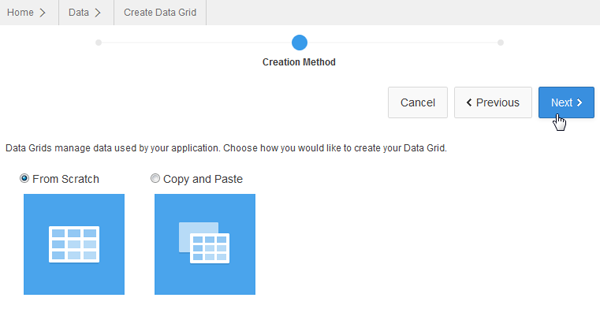 Home Data Create Data Grid
Creation Method
Cancel Previous Next
Data Grids manage data used by your application. Choose how you would like to create your Data Grid.
From Scratch Copy and Paste